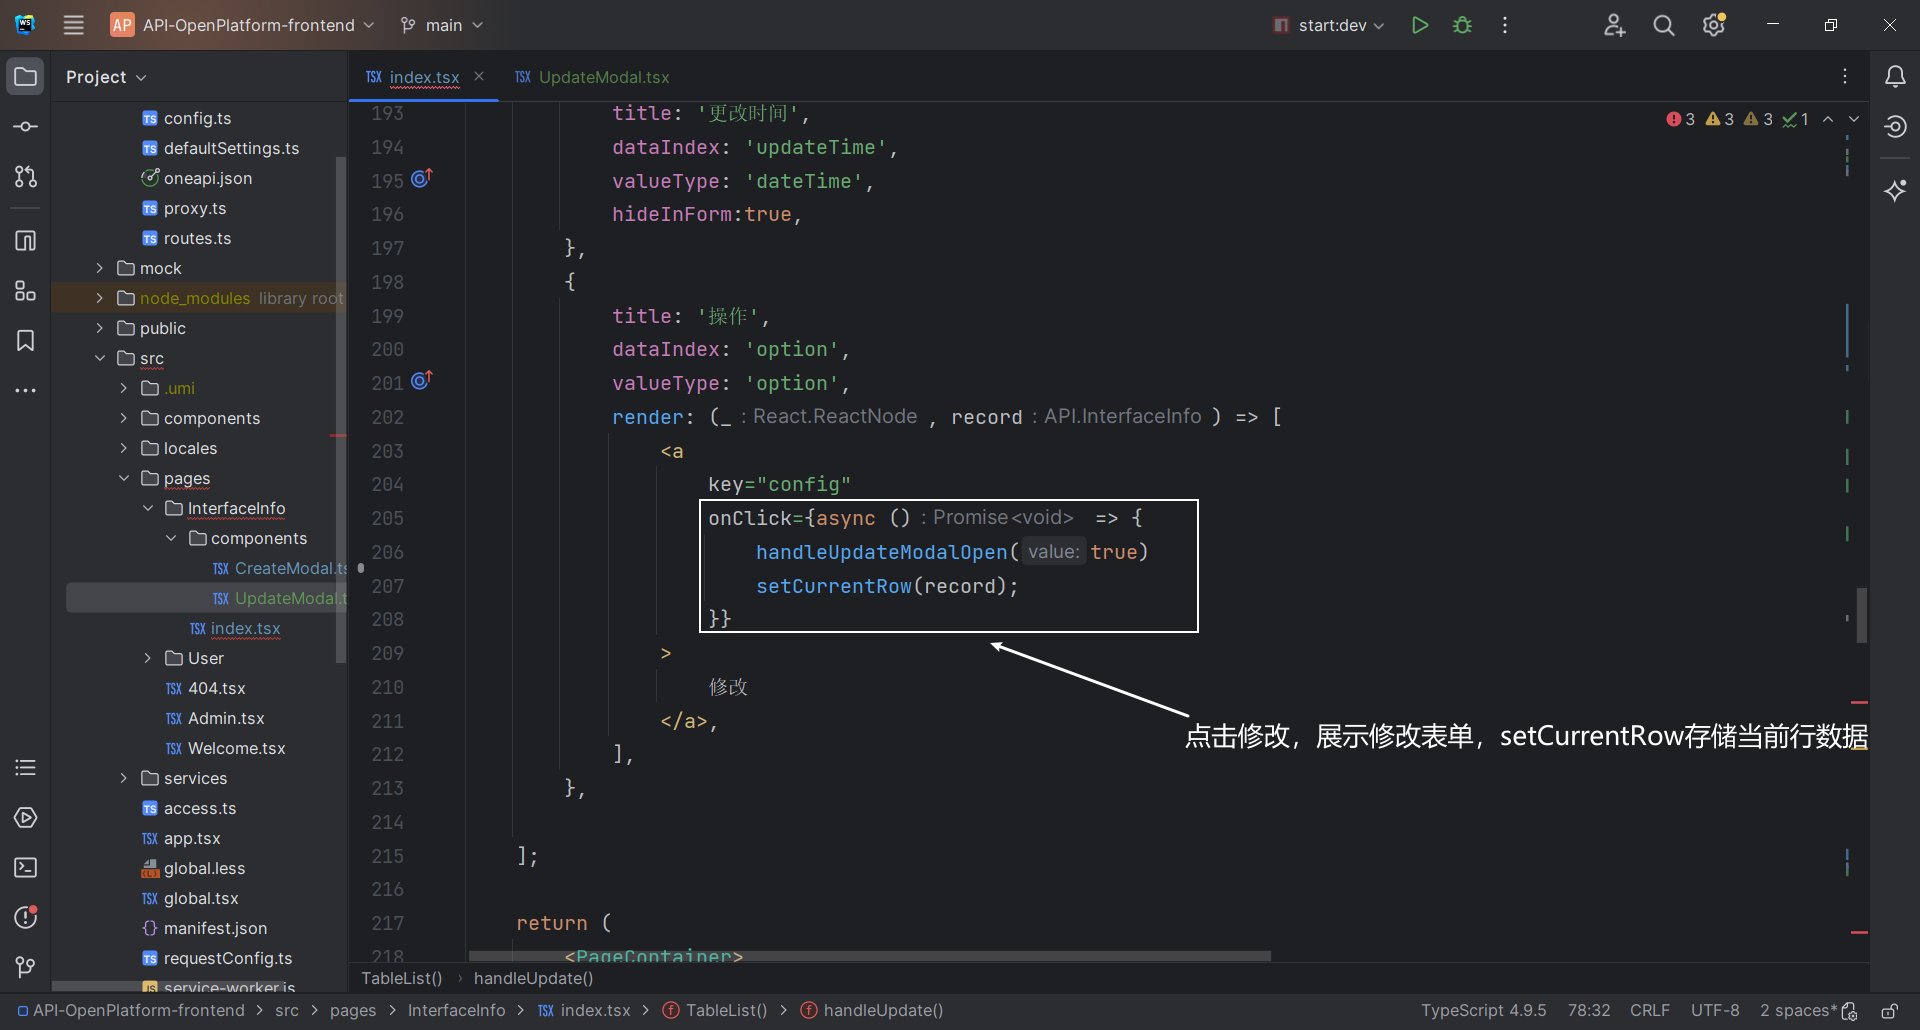 WS
AP API-OpenPlatform-frontend main start:dev
Project
index.tsx UpdateModal.tsx
config.ts
defaultSettings.ts
oneapi.json
proxy.ts
routes.ts
mock
node_modules library root
public
src
.umi
components
locales
pages
InterfaceInfo
components
CreateModal.ts
UpdateModal.t
index.tsx
User
404.tsx
Admin.tsx
Welcome.tsx
services
access.ts
app.tsx
global.less
global.tsx
manifest.json
requestConfig.ts
service-worker.js
3 3 3 1
193 title: '更改时间',
194 dataIndex: 'updateTime',
195 valueType: 'dateTime',
196 hideInForm:true,
197 },
198 {
199 title: '操作',
200 dataIndex: 'option',
201 valueType: 'option',
202 render: (_ : React.ReactNode , record : API.InterfaceInfo ) => [
203 <a
204 key="config"
205 onClick={async () : Promise<void> => {
206 handleUpdateModalOpen( value: true)
207 setCurrentRow(record);
208 }}
209 >
210 修改
211 </a>,
212 ],
213 },
214
215 ];
216
217 return (
218 <PageContainer>
点击修改，展示修改表单，setCurrentRow存储当前行数据
TableList() › handleUpdate()
API-OpenPlatform-frontend > src > pages > InterfaceInfo > TSX index.tsx > TableList() > handleUpdate() TypeScript 4.9.5 78:32 CRLF UTF-8 2 spaces*